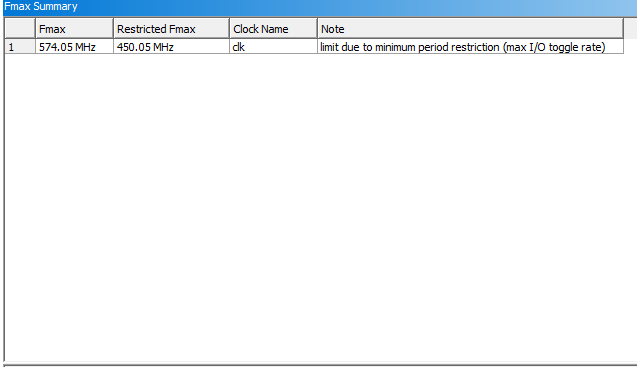 Fmax Summary
Fmax Restricted Fmax Clock Name Note
1 574.05 MHz 450.05 MHz clk limit due to minimum period restriction (max I/O toggle rate)